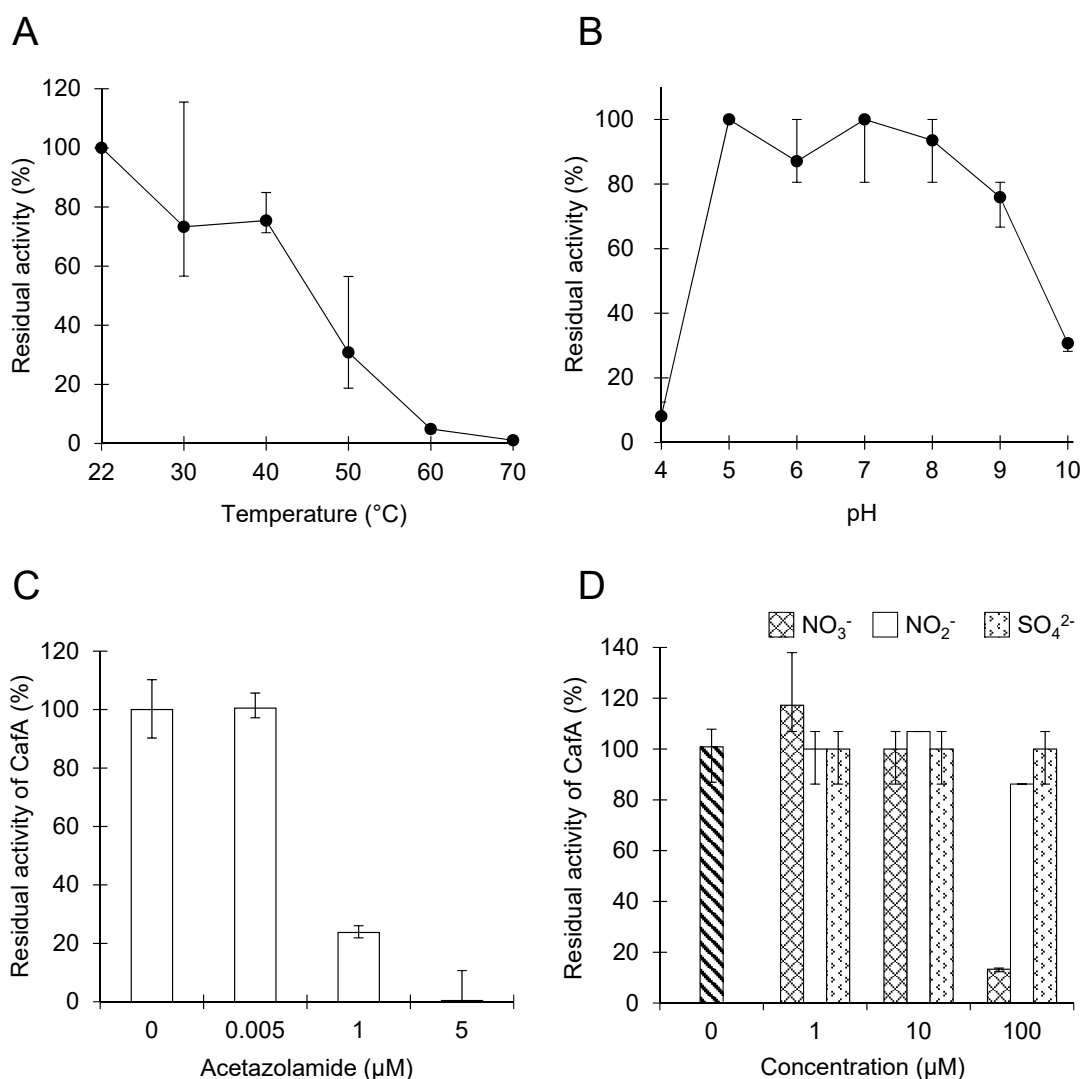 A
Residual activity (%)
120
100
80
60
40
20
0
22 30 40 50 60 70
Temperature (°C)
B
Residual activity (%)
100
80
60
40
20
0
4 5 6 7 8 9 10
pH
C
Residual activity of CafA (%)
120
100
80
60
40
20
0
0 0.005 1 5
Acetazolamide (µM)
D
NO₃⁻ NO₂⁻ SO₄²⁻
Residual activity of CafA (%)
140
120
100
80
60
40
20
0
0 1 10 100
Concentration (µM)